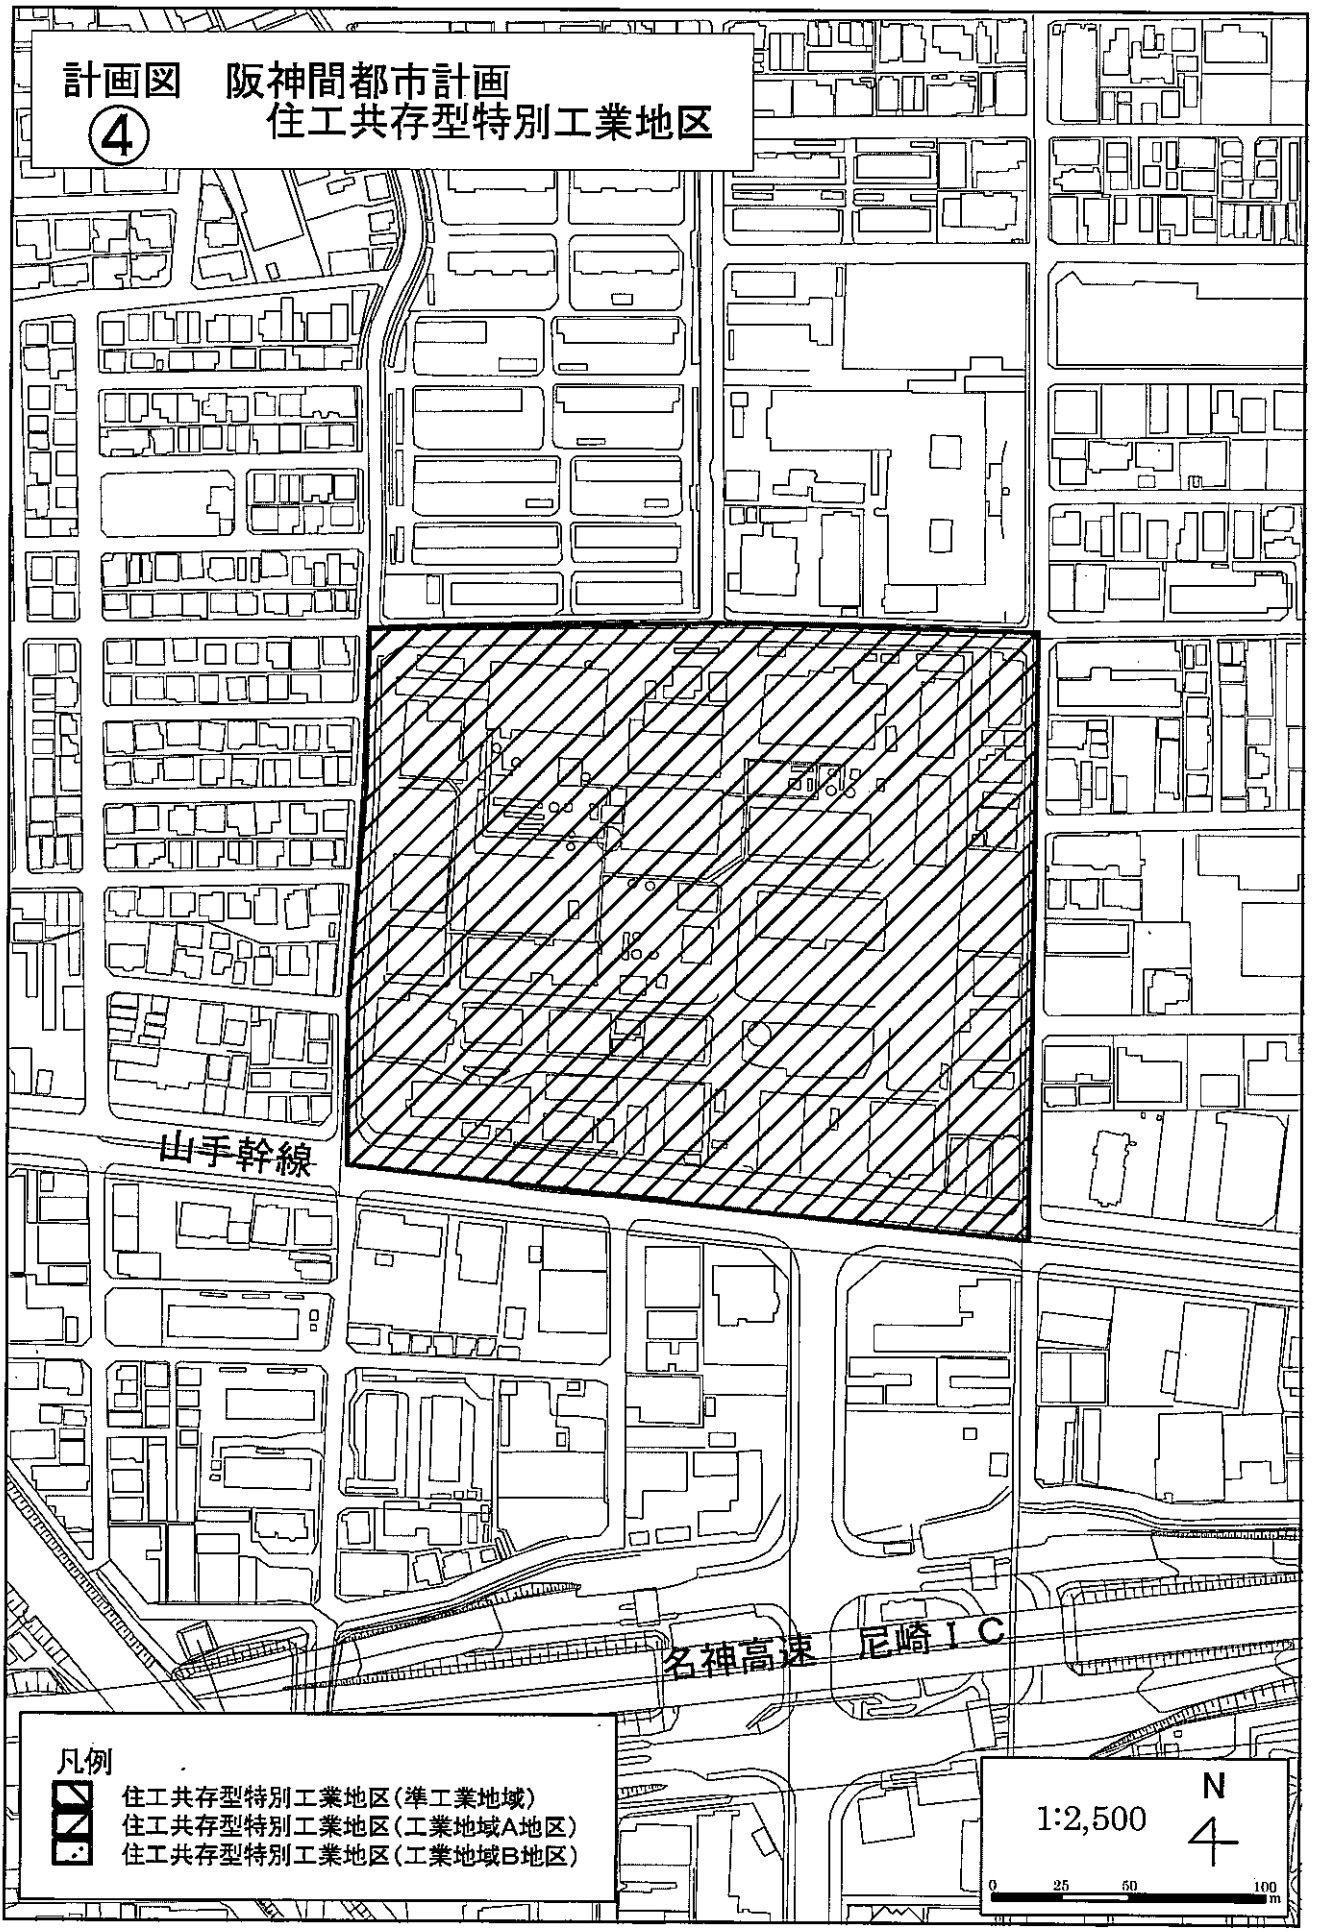 計画図 阪神間都市計画
④ 住工共存型特別工業地区
山手幹線
名神高速 尼崎IC
凡例
住工共存型特別工業地区(準工業地域)
住工共存型特別工業地区(工業地域A地区)
住工共存型特別工業地区(工業地域B地区)
N
1:2,500
0 25 50 100
m